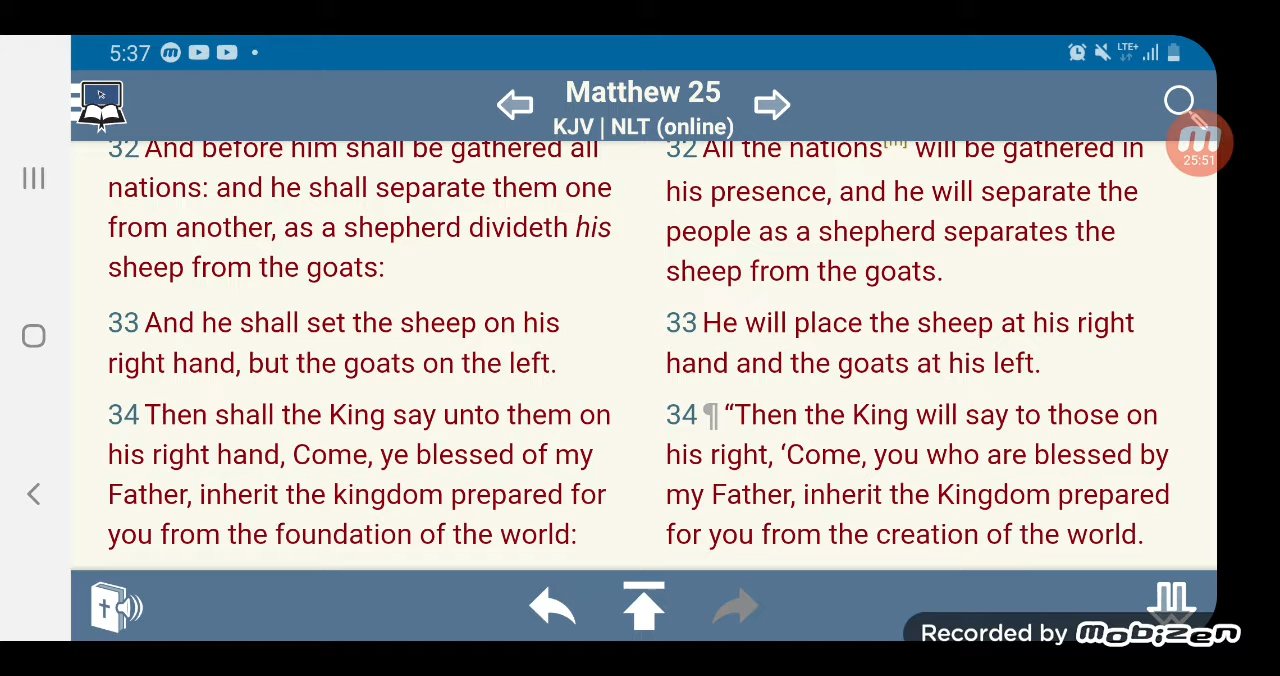 5:37
LTE+
Matthew 25
KJV | NLT (online)
25:51
32 And before him shall be gathered all
nations: and he shall separate them one
from another, as a shepherd divideth his
sheep from the goats:
33 And he shall set the sheep on his
right hand, but the goats on the left.
34 Then shall the King say unto them on
his right hand, Come, ye blessed of my
Father, inherit the kingdom prepared for
you from the foundation of the world:
32 All the nations[m] will be gathered in
his presence, and he will separate the
people as a shepherd separates the
sheep from the goats.
33 He will place the sheep at his right
hand and the goats at his left.
34 ¶ “Then the King will say to those on
his right, ‘Come, you who are blessed by
my Father, inherit the Kingdom prepared
for you from the creation of the world.
Recorded by mobizen